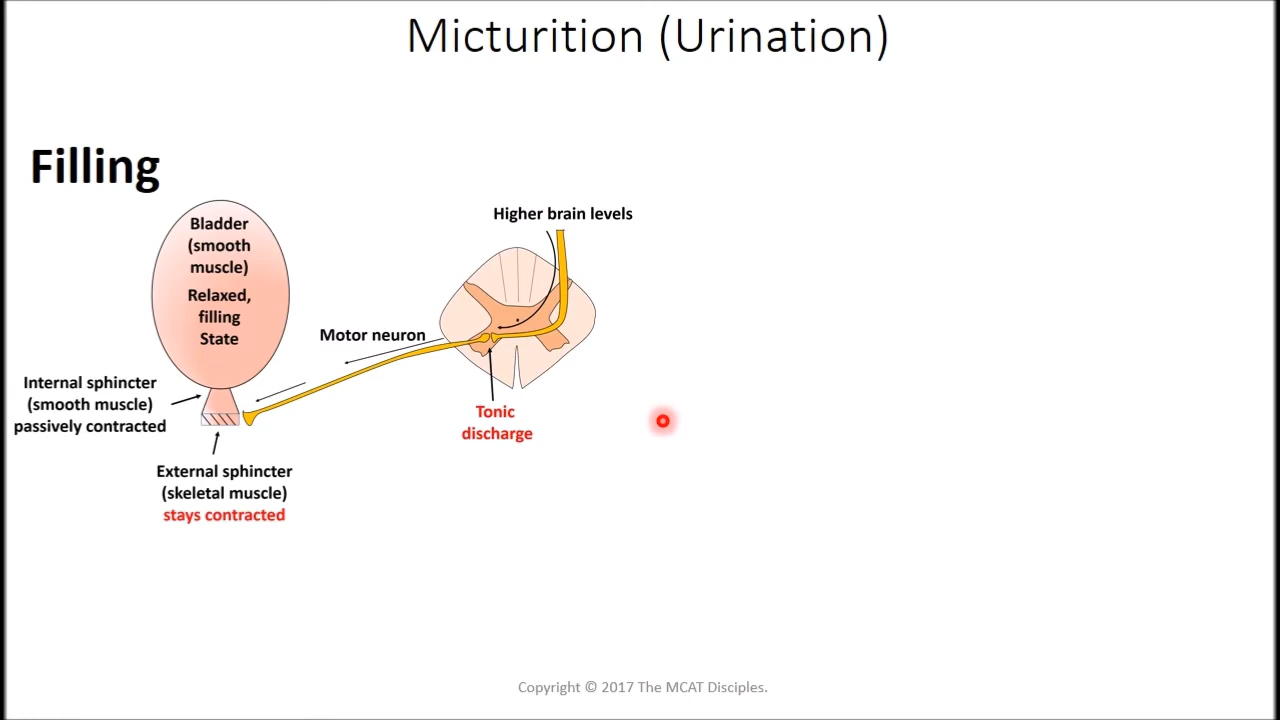 Micturition (Urination)
Filling
Bladder
(smooth
muscle)
Relaxed,
filling
State
Higher brain levels
Motor neuron
Internal sphincter
(smooth muscle)
passively contracted
Tonic
discharge
External sphincter
(skeletal muscle)
stays contracted
Copyright © 2017 The MCAT Disciples.